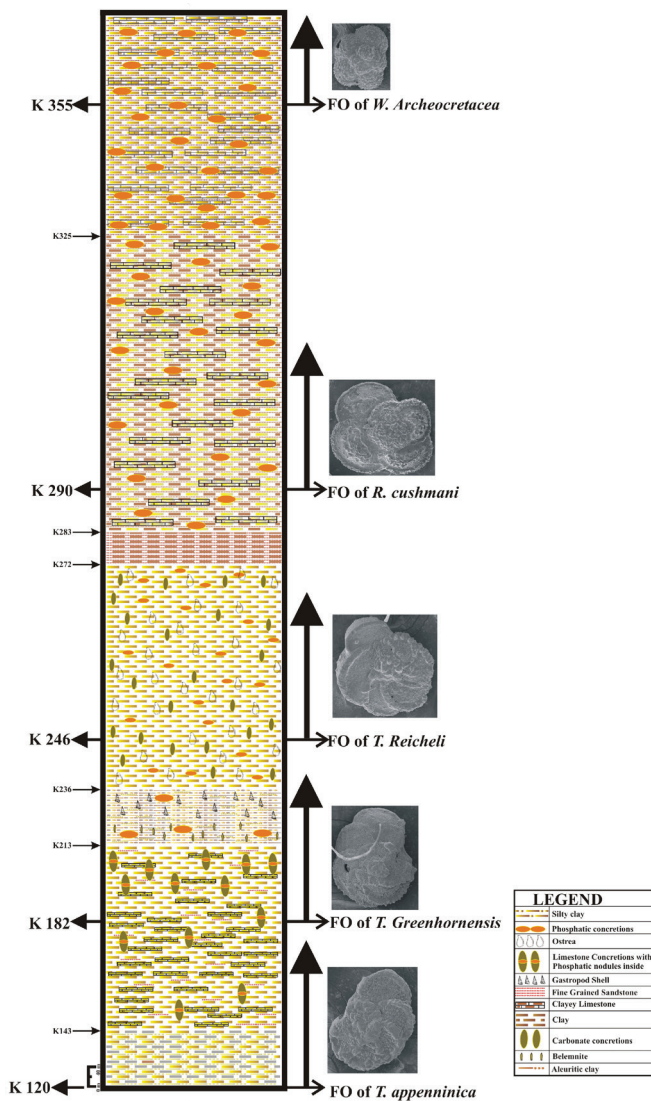 K 355
FO of W. Archeocretacea
K325
K 290
FO of R. cushmani
K283
K272
K 246
FO of T. Reicheli
K236
K213
K 182
FO of T. Greenhornensis
K143
K 120
FO of T. appenninica
LEGEND
Silty clay
Phosphatic concretions
Ostrea
Limestone Concretions with
Phosphatic nodules inside
Gastropod Shell
Fine Grained Sandstone
Clayey Limestone
Clay
Carbonate concretions
Belemnite
Aleuritic clay